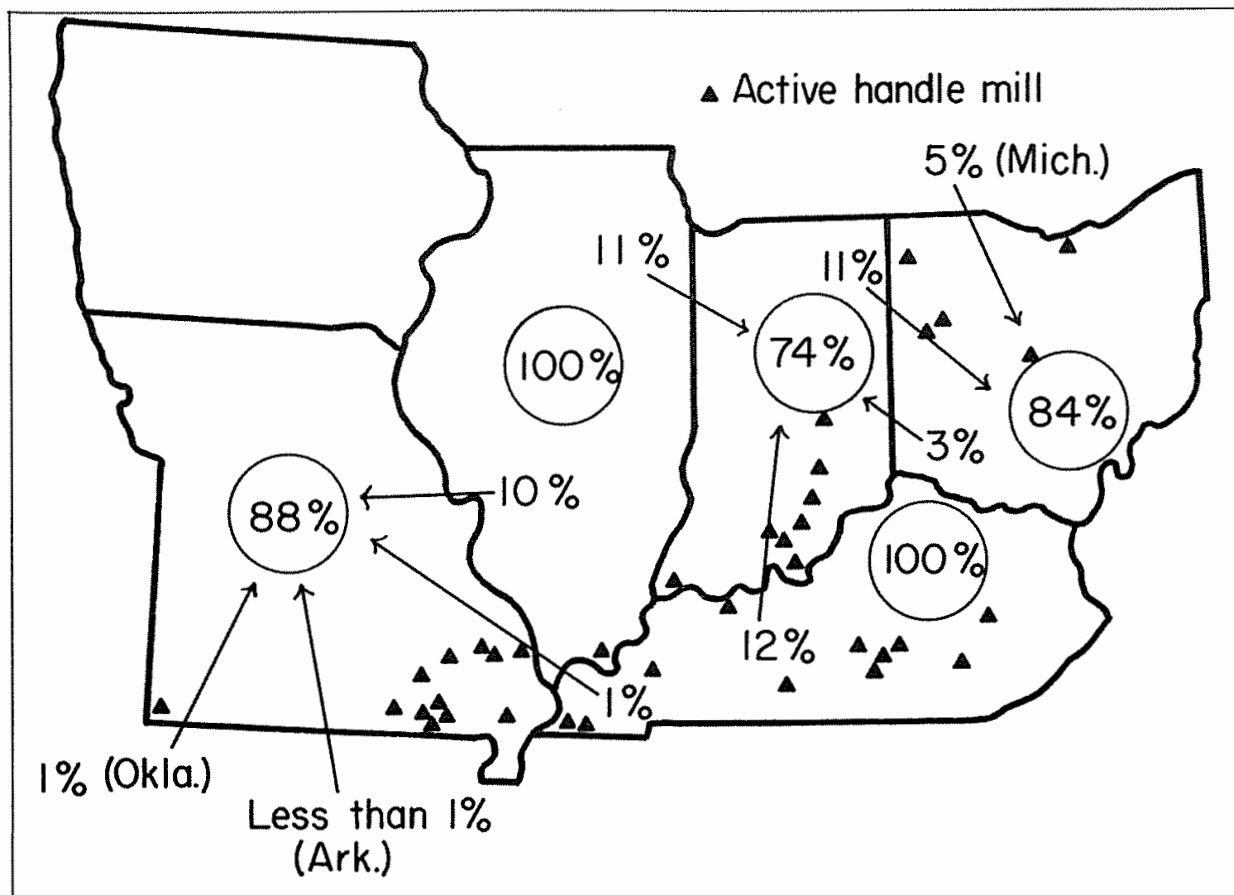 Active handle mill
5% (Mich.)
11%
11%
100%
74%
84%
3%
10%
88%
100%
12%
1%
1% (Okla.)
Less than 1%
(Ark.)